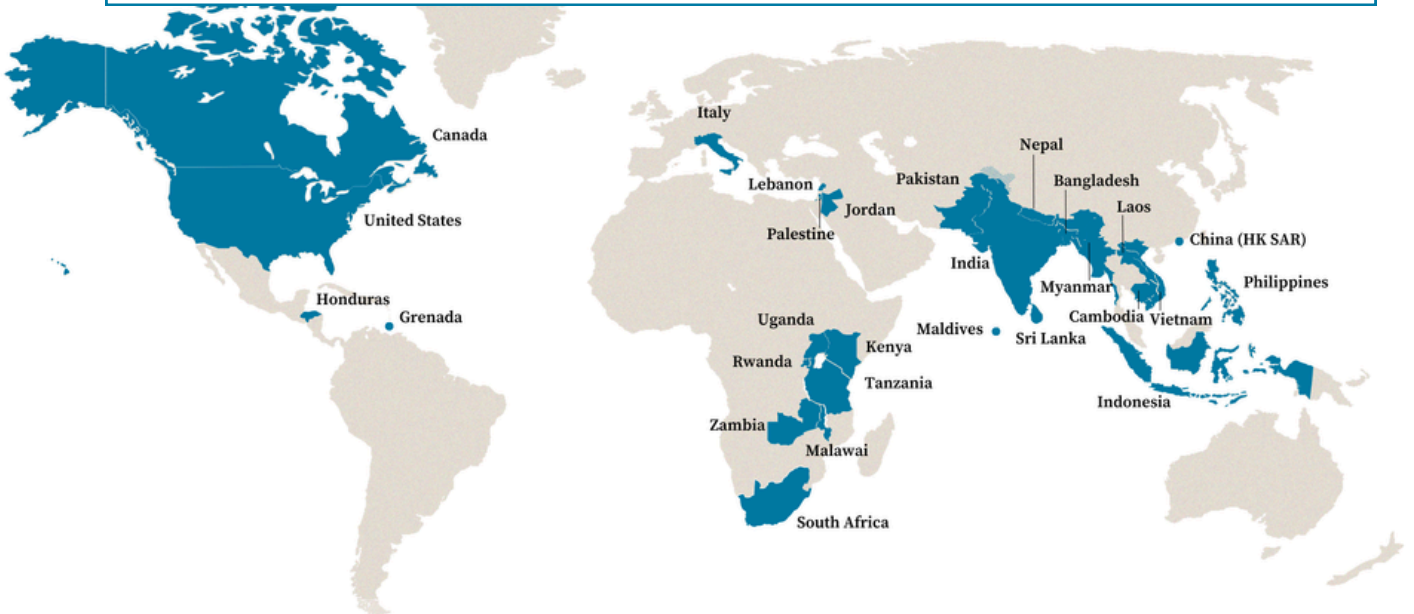 Italy
Canada
Nepal
Lebanon
Pakistan
Bangladesh
Laos
Jordan
United States
Palestine
China (HK SAR)
India
Philippines
Myanmar
Honduras
Grenada
Uganda
Cambodia
Vietnam
Maldives
Sri Lanka
Kenya
Rwanda
Tanzania
Indonesia
Zambia
Malawai
South Africa